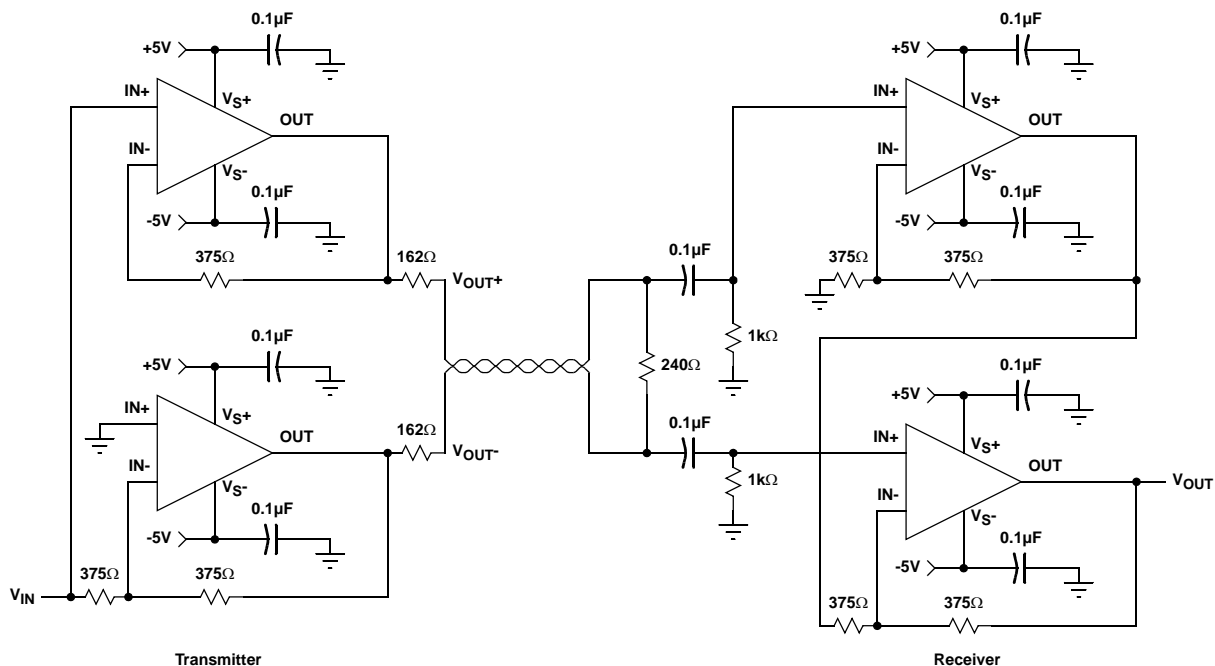 0.1µF
+5V
IN+
VS+
OUT
IN-
VS-
0.1µF
-5V
375Ω
162Ω
VOUT+
0.1µF
+5V
IN+
VS+
OUT
162Ω
VOUT-
IN-
VS-
0.1µF
-5V
375Ω
375Ω
VIN
Transmitter
0.1µF
1kΩ
240Ω
0.1µF
1kΩ
0.1µF
+5V
IN+
VS+
OUT
IN-
VS-
0.1µF
-5V
375Ω
375Ω
0.1µF
+5V
IN+
VS+
OUT
VOUT
IN-
VS-
0.1µF
-5V
375Ω
375Ω
Receiver